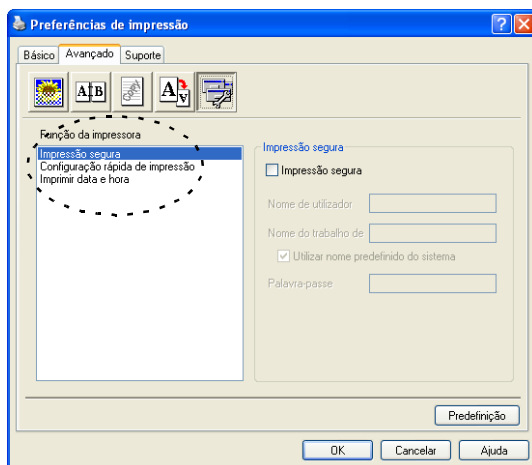 Preferências de impressão
Básico Avançado Suporte
A B
A A
Função da impressora
Impressão segura
Configuração rápida de impressão
Imprimir data e hora
Impressão segura
Impressão segura
Nome de utilizador
Nome do trabalho de
Utilizar nome predefinido do sistema
Palavra-passe
Predefinição
OK Cancelar Ajuda